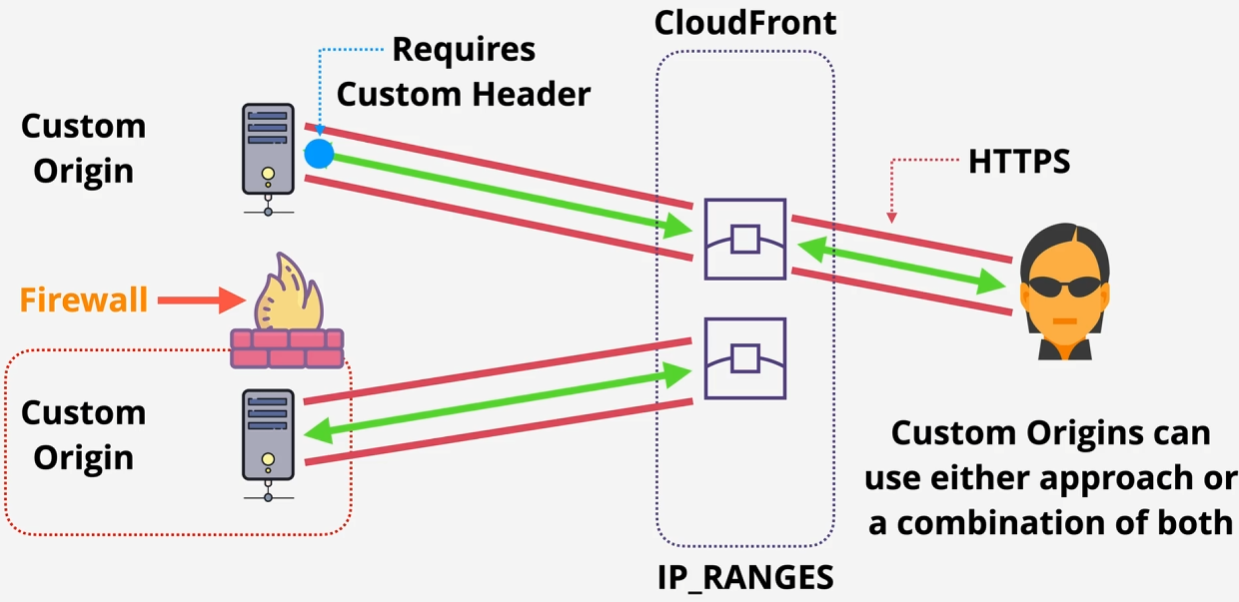 CloudFront
Requires
Custom Header
Custom
Origin
HTTPS
Firewall
Custom
Origin
Custom Origins can
use either approach or
a combination of both
IP_RANGES